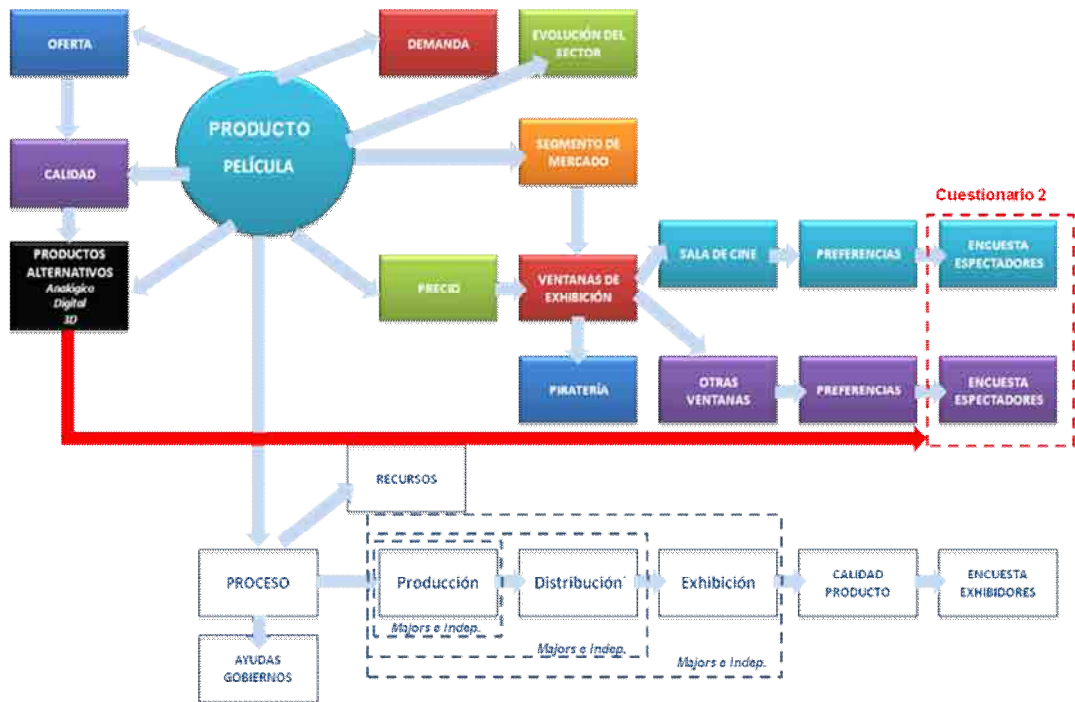 OFERTA
DEMANDA
EVOLUCIÓN DEL
SECTOR
PRODUCTO
PELÍCULA
SEGMENTO DE
MERCADO
CALIDAD
Cuestionario 2
PRODUCTOS
ALTERNATIVOS
Analógico
Digital
3D
PRECIO
VENTANAS DE
EXHIBICIÓN
SALA DE CINE
PREFERENCIAS
ENCUESTA
ESPECTADORES
PIRATERÍA
OTRAS
VENTANAS
PREFERENCIAS
ENCUESTA
ESPECTADORES
RECURSOS
PROCESO
Producción
Distribución
Exhibición
CALIDAD
PRODUCTO
ENCUESTA
EXHIBIDORES
Majors e Indep.
Majors e Indep.
Majors e Indep.
AYUDAS
GOBIERNOS